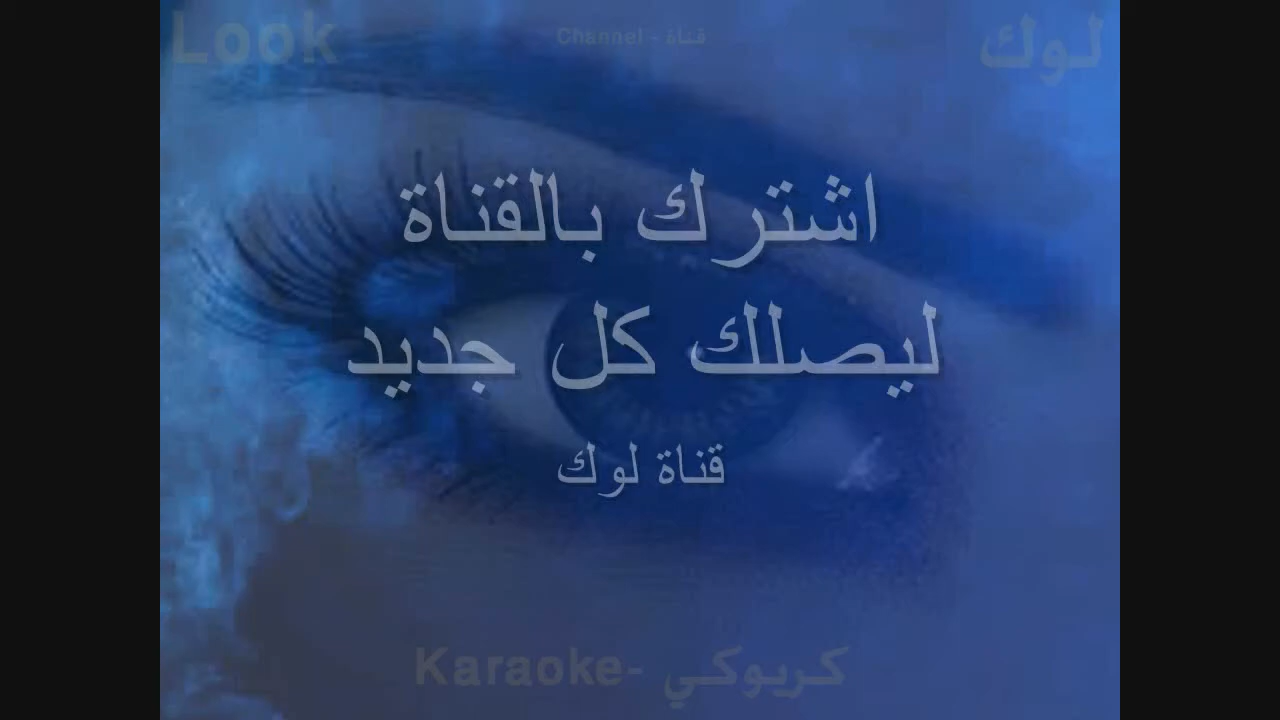 Look
Channel - قناة
لوك
اشترك بالقناة
ليصلك كل جديد
قناة لوك
Karaoke- كريوكي